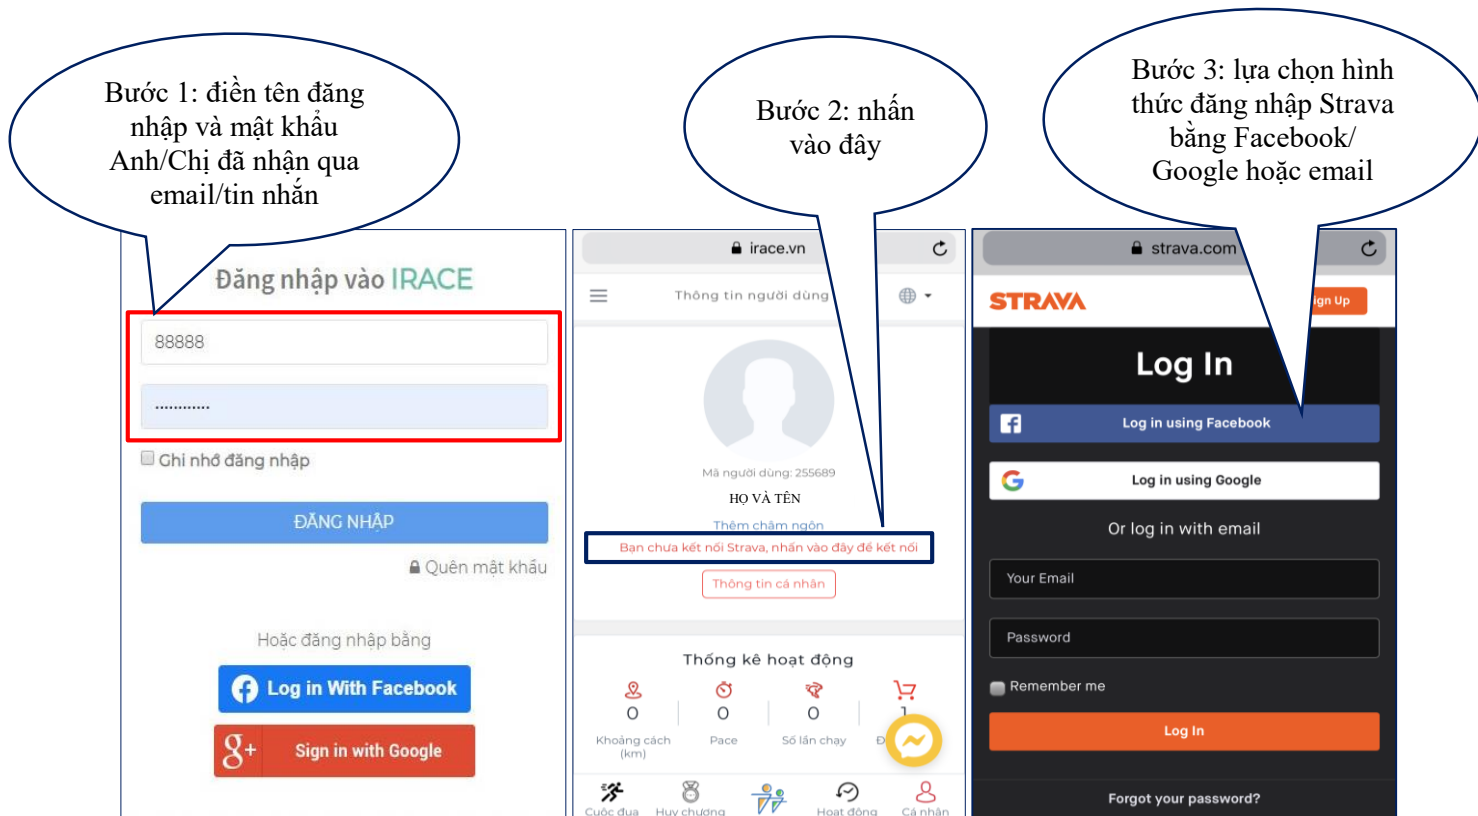 Bước 1: điền tên đăng
nhập và mật khẩu
Anh/Chị đã nhận qua
email/tin nhắn
Bước 2: nhấn
vào đây
Bước 3: lựa chọn hình
thức đăng nhập Strava
bằng Facebook/
Google hoặc email
Đăng nhập vào IRACE
88888
............
Ghi nhớ đăng nhập
ĐĂNG NHẬP
Quên mật khẩu
Hoặc đăng nhập bằng
Log in With Facebook
g+ Sign in with Google
irace.vn
Thông tin người dùng
Mã người dùng: 255689
HỌ VÀ TÊN
Thêm châm ngôn
Bạn chưa kết nối Strava, nhấn vào đây để kết nối
Thông tin cá nhân
Thống kê hoạt động
0
0
0
1
Khoảng cách
(km)
Pace
Số lần chạy
Cuộc đua
Huy chương
Hoạt động
Cá nhân
strava.com
STRAVA
ign Up
Log In
Log in using Facebook
Log in using Google
Or log in with email
Your Email
Password
Remember me
Log In
Forgot your password?